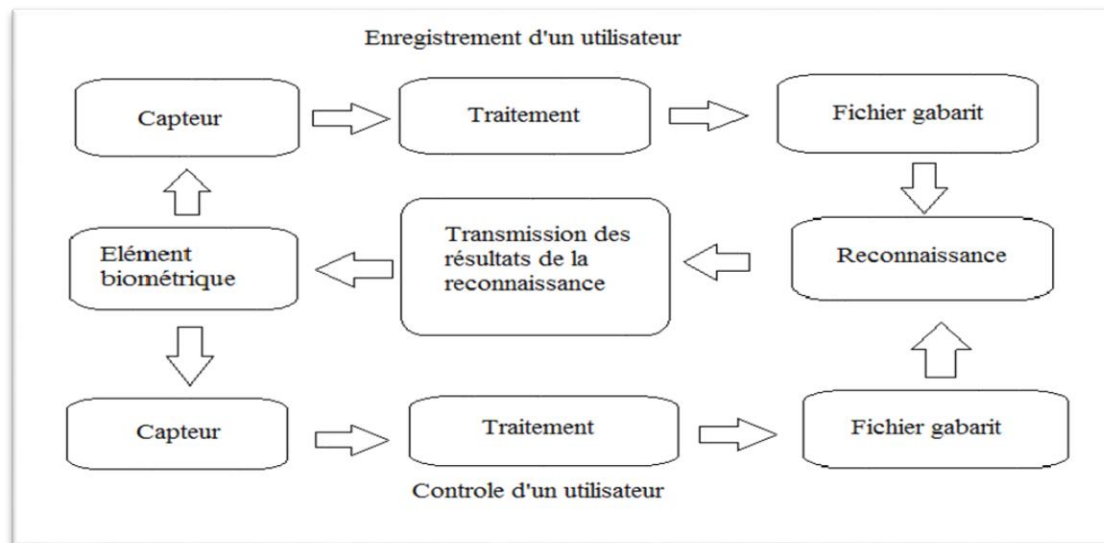 Enregistrement d'un utilisateur
Capteur
Traitement
Fichier gabarit
Elément
biométrique
Transmission des
résultats de la
reconnaissance
Reconnaissance
Capteur
Traitement
Fichier gabarit
Controle d'un utilisateur